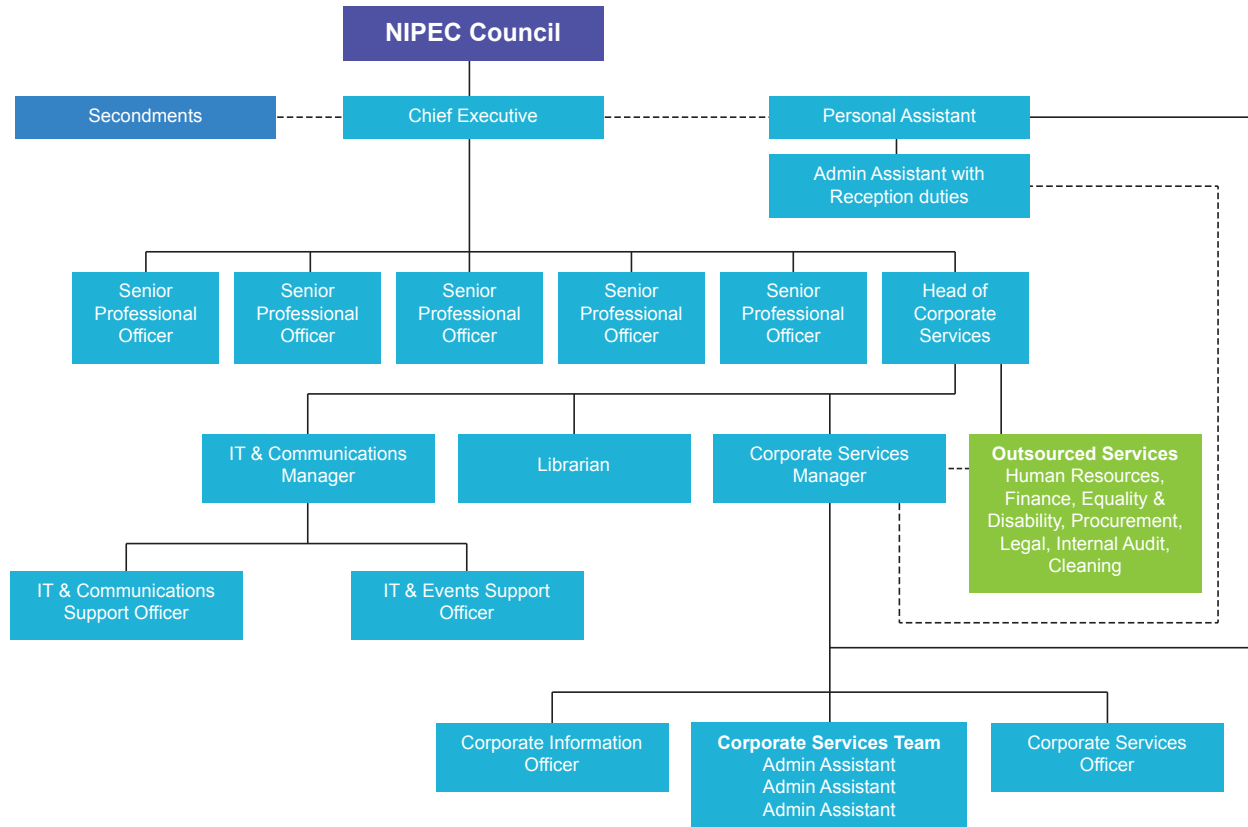 NIPEC Council
Secondments
Chief Executive
Personal Assistant
Admin Assistant with
Reception duties
Senior
Professional
Officer
Senior
Professional
Officer
Senior
Professional
Officer
Senior
Professional
Officer
Senior
Professional
Officer
Head of
Corporate
Services
IT & Communications
Manager
Librarian
Corporate Services
Manager
Outsourced Services
Human Resources,
Finance, Equality &
Disability, Procurement,
Legal, Internal Audit,
Cleaning
IT & Communications
Support Officer
IT & Events Support
Officer
Corporate Information
Officer
Corporate Services Team
Admin Assistant
Admin Assistant
Admin Assistant
Corporate Services
Officer